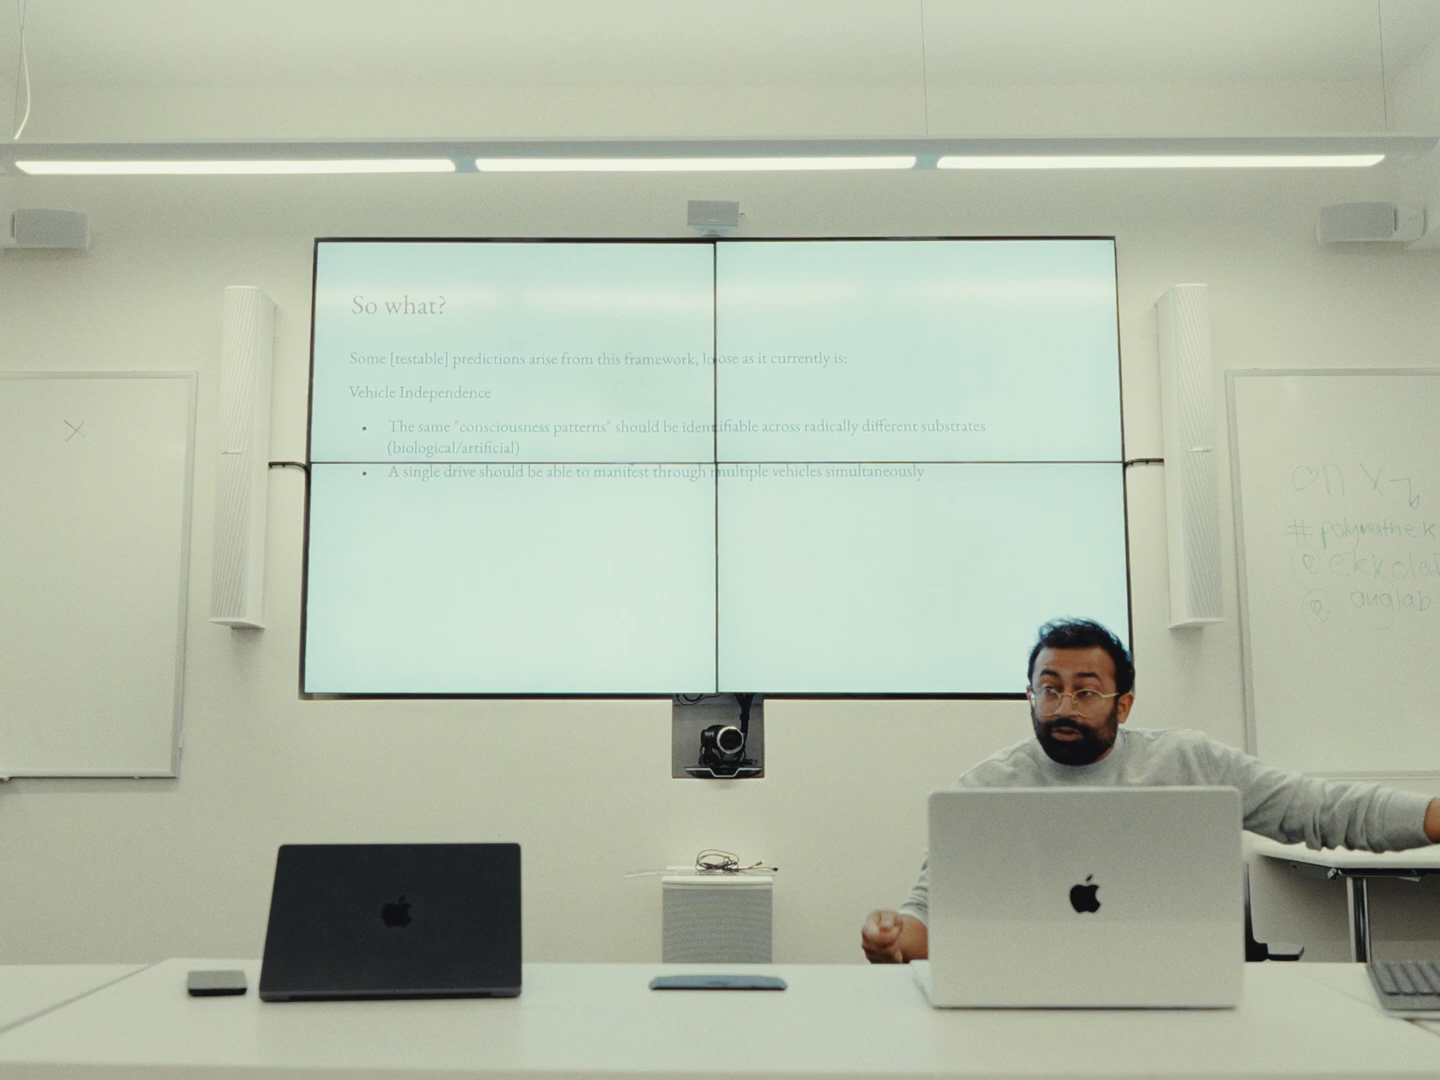 So what?
Some [testable] predictions arise from this framework, loose as it currently is:
Vehicle Independence
• The same "consciousness patterns" should be identifiable across radically different substrates
(biological/artificial)
• A single drive should be able to manifest through multiple vehicles simultaneously
X
on X
#polymathek